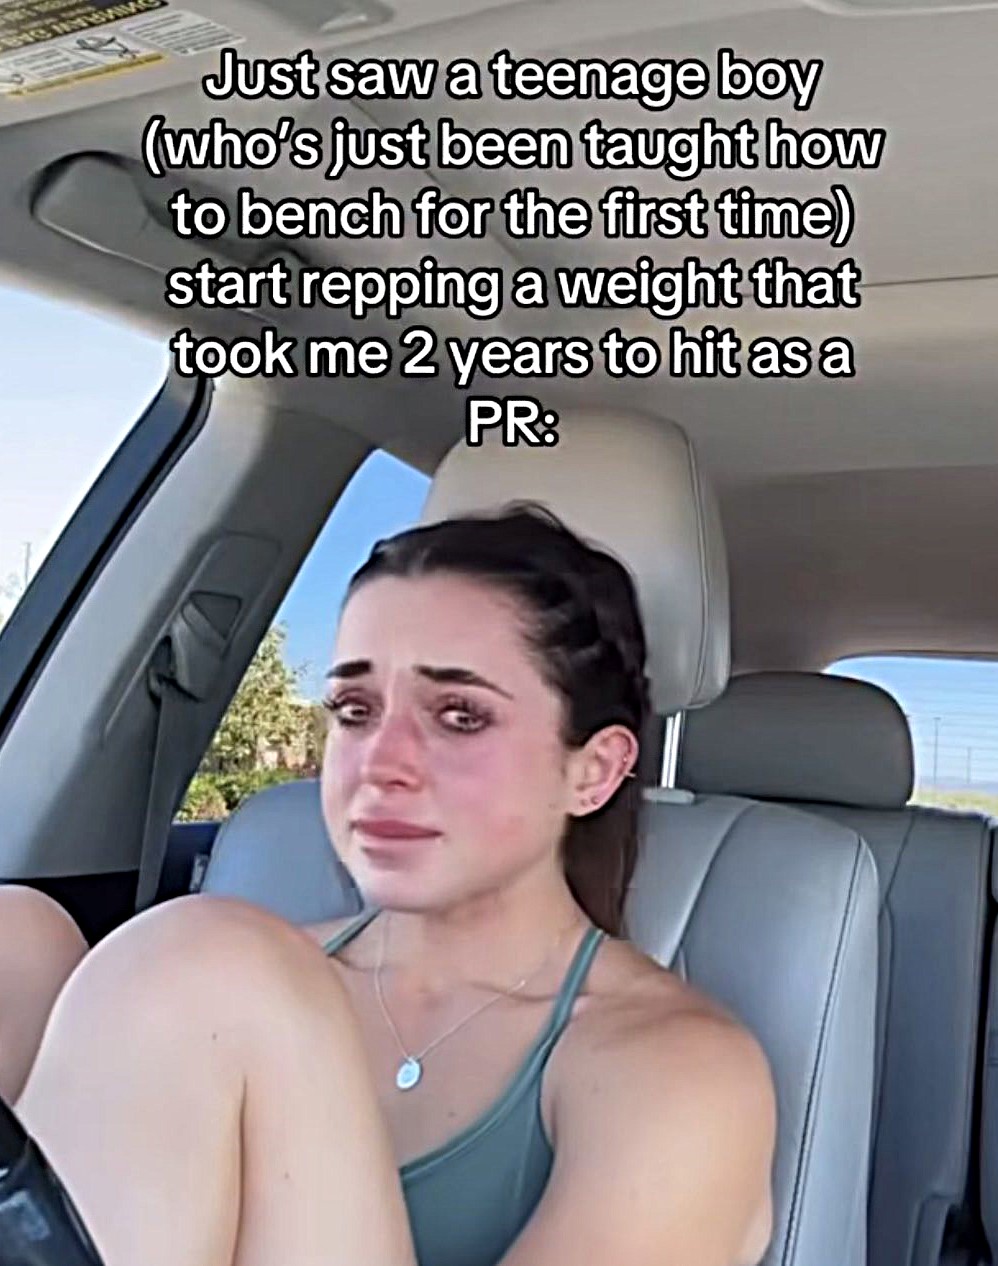 Just saw a teenage boy
(who's just been taught how
to bench for the first time)
start repping a weight that
took me 2 years to hit as a
PR: